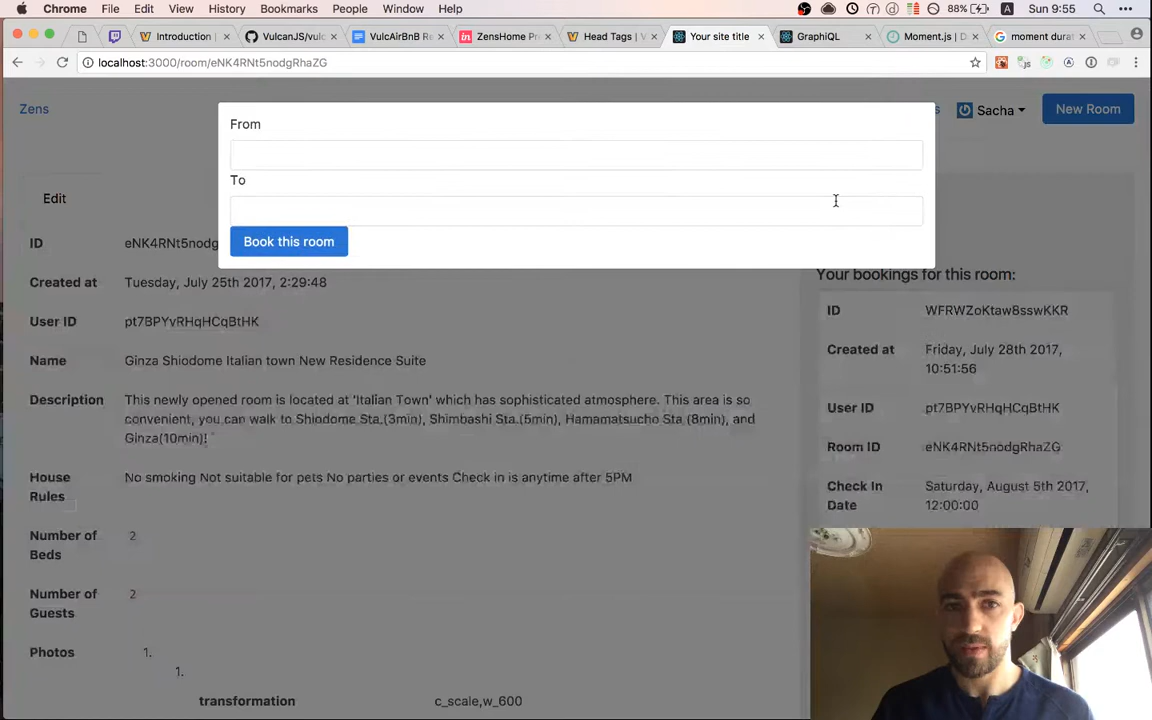 Chrome File Edit View History Bookmarks People Window Help 88% A Sun 9:55
Introduction |
VulcanJS/vulc
VulcAirBnB Re
ZensHome Pr
Head Tags | V
Your site title
GraphiQL
Moment.js | D
moment durat
localhost:3000/room/eNK4RNt5nodgRhaZG
Zens
s
Sacha
New Room
From
To
Book this room
Edit
ID eNK4RNt5nodg
Created at Tuesday, July 25th 2017, 2:29:48
User ID pt7BPYvRHqHCqBtHK
Name Ginza Shiodome Italian town New Residence Suite
Description This newly opened room is located at 'Italian Town' which has sophisticated atmosphere. This area is so
convenient, you can walk to Shindome Sta.(3min), Shimbashi Sta.(5min), Hamamatsucho Sta.(8min), and
Ginza(10min)!
House Rules No smoking Not suitable for pets No parties or events Check in is anytime after 5PM
Number of Beds 2
Number of Guests 2
Photos 1.
1.
transformation c_scale,w_600
Your bookings for this room:
ID WFRWZoKtaw8sswKKR
Created at Friday, July 28th 2017,
10:51:56
User ID pt7BPYvRHqHCqBtHK
Room ID eNK4RNt5nodgRhaZG
Check In Date Saturday, August 5th 2017,
12:00:00